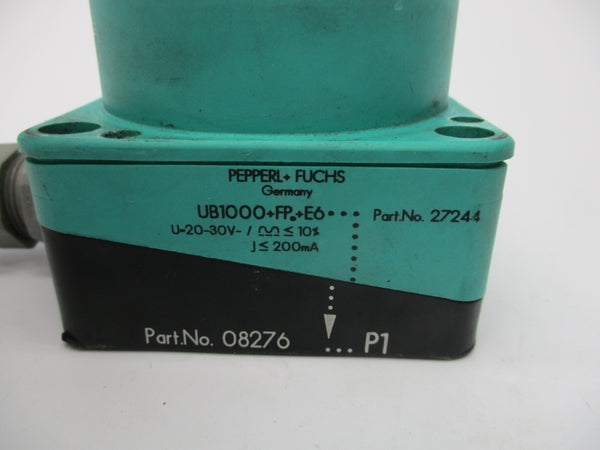 PEPPERL+ FUCHS
Germany
UB1000+FP.+E6••• Part.No. 27244
U=20-30V- / ≤ 10%
J ≤ 200mA
Part.No. 08276 ... P1